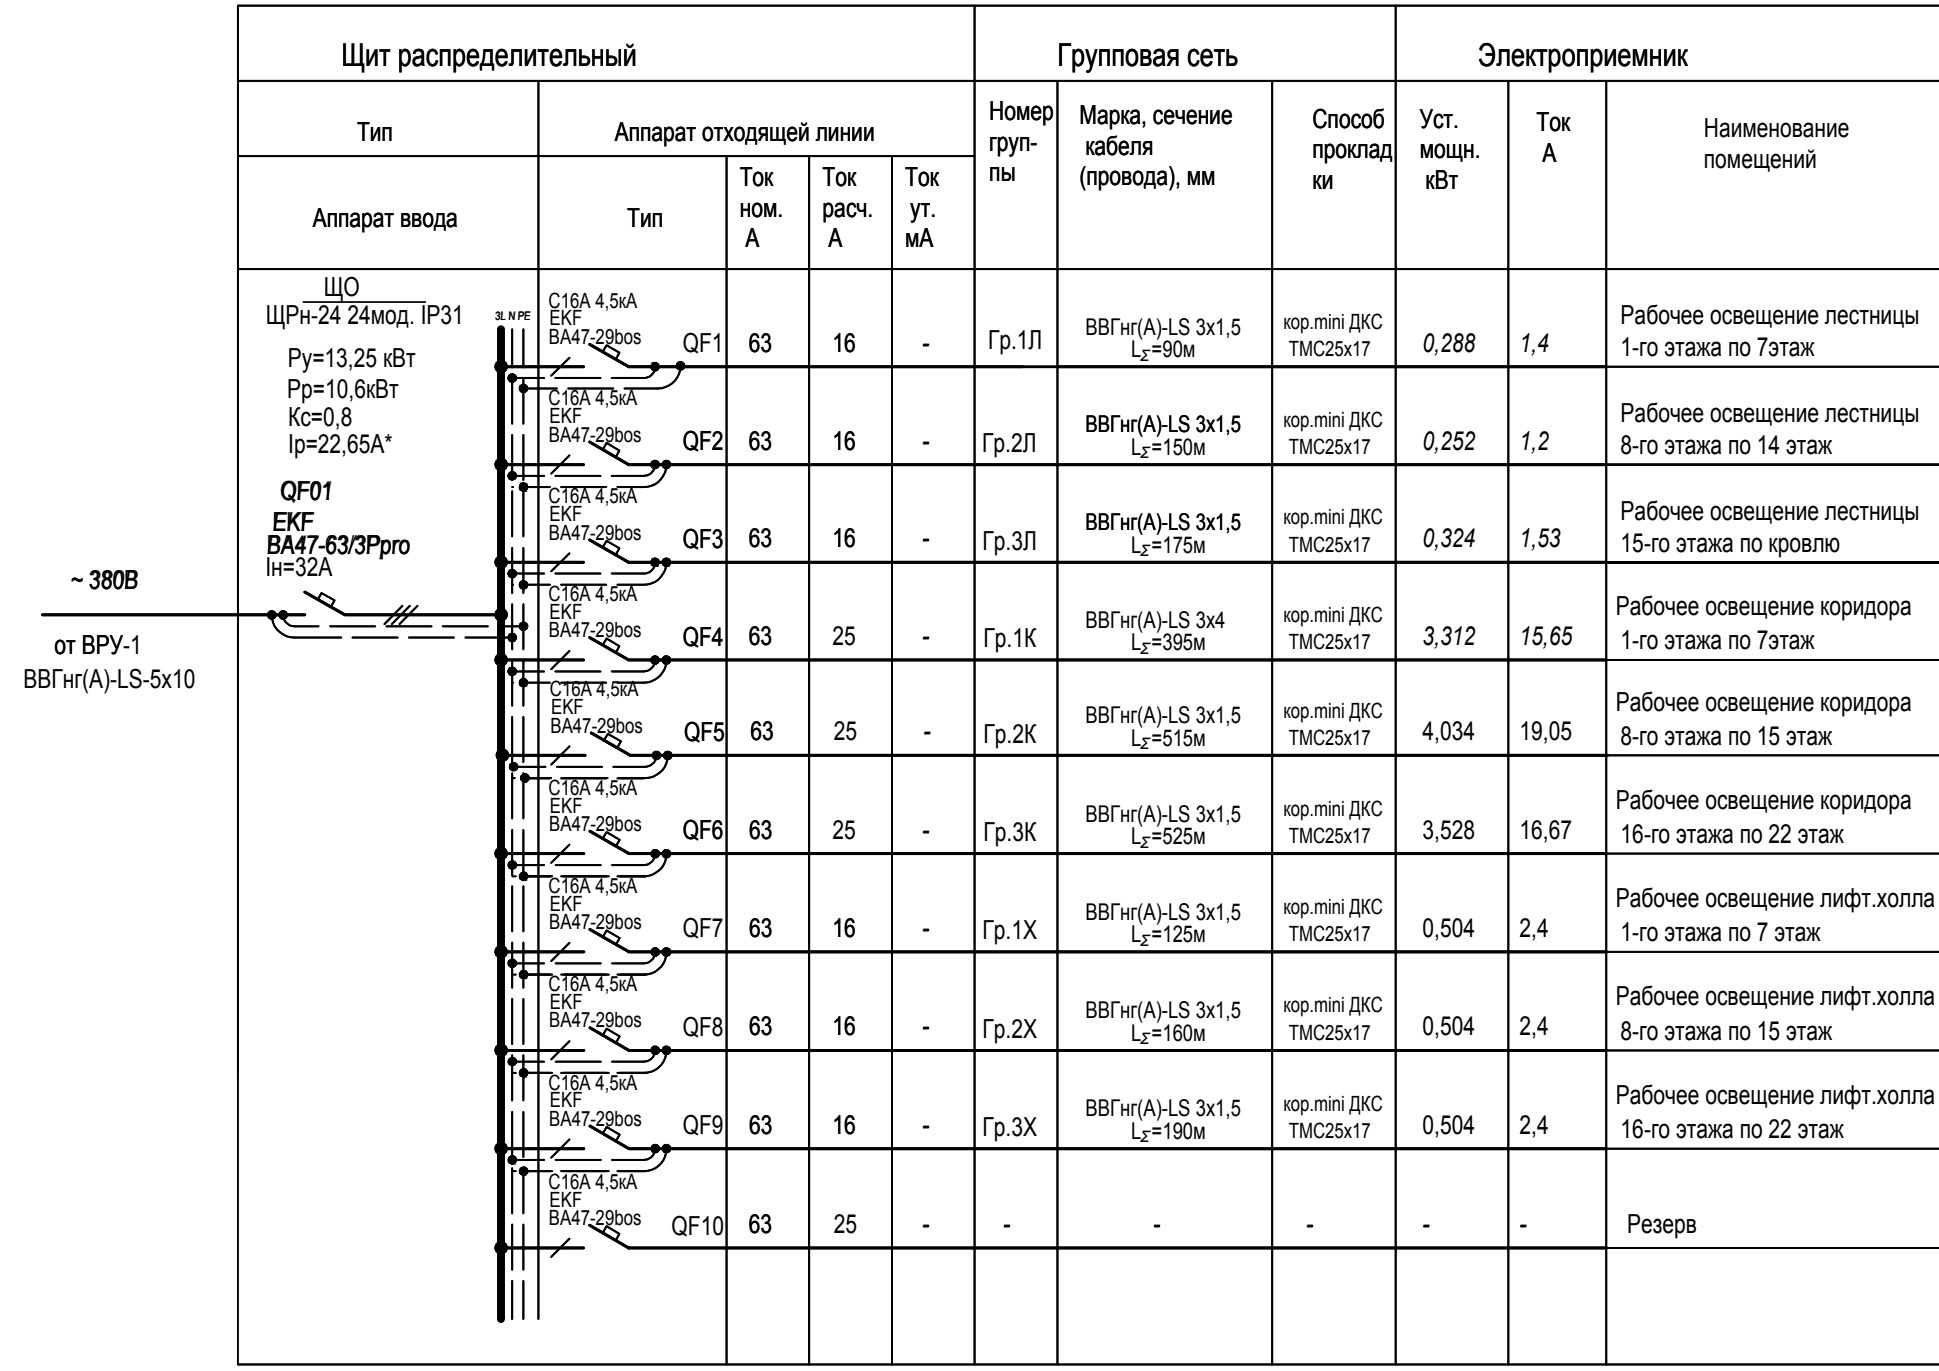 Щит распределительный
Групповая сеть
Электроприемник
Тип
Аппарат отходящей линии
Номер
груп-
пы
Марка, сечение
кабеля
(провода), мм
Способ
проклад
ки
Уст.
мощн.
кВт
Ток
А
Наименование
помещений
Аппарат ввода
Тип
Ток
ном.
А
Ток
расч.
А
Ток
ут.
мА
ЩО
ЩРн-24 24мод. IP31
Ру=13,25 кВт
Рр=10,6кВт
Кс=0,8
Iр=22,65А*
QF01
EKF
ВА47-63/3Ppro
Iн=32А
~ 380В
от ВРУ-1
ВВГнг(А)-LS-5х10
3L N PE
С16А 4,5кА
EKF
ВА47-29bos
QF1
63
16
-
Гр.1Л
ВВГнг(А)-LS 3х1,5
LΣ=90м
кор.mini ДКС
ТМС25х17
0,288
1,4
Рабочее освещение лестницы
1-го этажа по 7этаж
С16А 4,5кА
EKF
ВА47-29bos
QF2
63
16
-
Гр.2Л
ВВГнг(А)-LS 3х1,5
LΣ=150м
кор.mini ДКС
ТМС25х17
0,252
1,2
Рабочее освещение лестницы
8-го этажа по 14 этаж
С16А 4,5кА
EKF
ВА47-29bos
QF3
63
16
-
Гр.3Л
ВВГнг(А)-LS 3х1,5
LΣ=175м
кор.mini ДКС
ТМС25х17
0,324
1,53
Рабочее освещение лестницы
15-го этажа по кровлю
С16А 4,5кА
EKF
ВА47-29bos
QF4
63
25
-
Гр.1К
ВВГнг(А)-LS 3х4
LΣ=395м
кор.mini ДКС
ТМС25х17
3,312
15,65
Рабочее освещение коридора
1-го этажа по 7этаж
С16А 4,5кА
EKF
ВА47-29bos
QF5
63
25
-
Гр.2К
ВВГнг(А)-LS 3х1,5
LΣ=515м
кор.mini ДКС
ТМС25х17
4,034
19,05
Рабочее освещение коридора
8-го этажа по 15 этаж
С16А 4,5кА
EKF
ВА47-29bos
QF6
63
25
-
Гр.3К
ВВГнг(А)-LS 3х1,5
LΣ=525м
кор.mini ДКС
ТМС25х17
3,528
16,67
Рабочее освещение коридора
16-го этажа по 22 этаж
С16А 4,5кА
EKF
ВА47-29bos
QF7
63
16
-
Гр.1Х
ВВГнг(А)-LS 3х1,5
LΣ=125м
кор.mini ДКС
ТМС25х17
0,504
2,4
Рабочее освещение лифт.холла
1-го этажа по 7 этаж
С16А 4,5кА
EKF
ВА47-29bos
QF8
63
16
-
Гр.2Х
ВВГнг(А)-LS 3х1,5
LΣ=160м
кор.mini ДКС
ТМС25х17
0,504
2,4
Рабочее освещение лифт.холла
8-го этажа по 15 этаж
С16А 4,5кА
EKF
ВА47-29bos
QF9
63
16
-
Гр.3Х
ВВГнг(А)-LS 3х1,5
LΣ=190м
кор.mini ДКС
ТМС25х17
0,504
2,4
Рабочее освещение лифт.холла
16-го этажа по 22 этаж
С16А 4,5кА
EKF
ВА47-29bos
QF10
63
25
-
-
-
-
-
-
Резерв